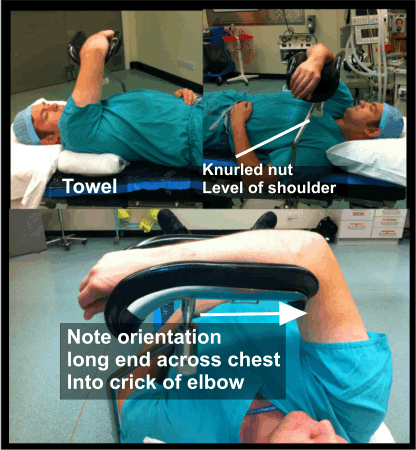 Towel
Knurled nut
Level of shoulder
Note orientation
long end across chest
Into crick of elbow